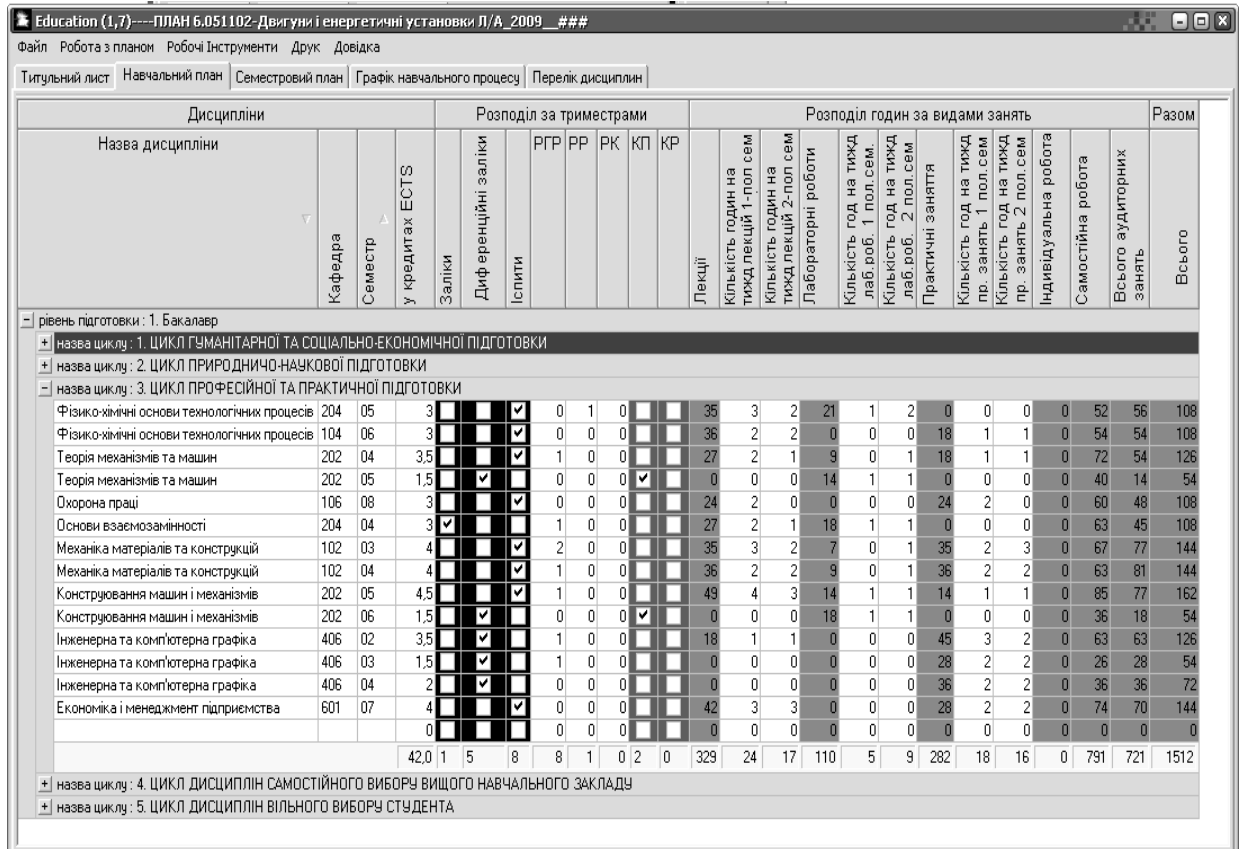 Education (1,7)----ПЛАН 6.051102-Двигуни і енергетичні установки Л/А_2009__###
Файл Робота з планом Робочі Інструменти Друк Довідка
Титульний лист Навчальний план Семестровий план Графік навчального процесу Перелік дисциплин
Дисципліни Розподіл за триместрами Розподіл годин за видами занять Разом
Назва дисципліни
Кафедра
Семестр
у кредитах ECTS
Заліки
Диф еренційні заліки
Іспити
РГР РР РК КП КР
Лекції
Кількість годин на
тижд лекцій 1-пол сем
Кількість годин на
тижд лекцій 2-пол сем
Лабораторні роботи
Кількість год на тижд
лаб.роб. 1 пол.сем.
Кількість год на тижд
лаб.роб. 2 пол.сем
Практичні заняття
Кількість год на тижд
пр. занять 1 пол.сем
Кількість год на тижд
пр. занять 2 пол.сем
Індивідуальна робота
Самостійна робота
Всього аудиторних
занять
Всього
рівень підготовки : 1. Бакалавр
назва циклу : 1. ЦИКЛ ГУМАНІТАРНОЇ ТА СОЦІАЛЬНО-ЕКОНОМІЧНОЇ ПІДГОТОВКИ
назва циклу : 2. ЦИКЛ ПРИРОДНИЧО-НАУКОВОЇ ПІДГОТОВКИ
назва циклу : 3. ЦИКЛ ПРОФЕСІЙНОЇ ТА ПРАКТИЧНОЇ ПІДГОТОВКИ
Фізико-хімічні основи технологічних процесів 204 05 3 0 1 0 35 3 2 21 1 2 0 0 0 0 52 56 108
Фізико-хімічні основи технологічних процесів 104 06 3 0 0 0 36 2 2 0 0 0 18 1 1 0 54 54 108
Теорія механізмів та машин 202 04 3,5 1 0 0 27 2 1 9 0 1 18 1 1 0 72 54 126
Теорія механізмів та машин 202 05 1,5 0 0 0 0 0 0 14 1 1 0 0 0 0 40 14 54
Охорона праці 106 08 3 0 0 0 24 2 0 0 0 0 24 2 0 0 60 48 108
Основи взаємозамінності 204 04 3 1 0 0 27 2 1 18 1 1 0 0 0 0 63 45 108
Механіка матеріалів та конструкцій 102 03 4 2 0 0 35 3 2 7 0 1 35 2 3 0 67 77 144
Механіка матеріалів та конструкцій 102 04 4 1 0 0 36 2 2 9 0 1 36 2 2 0 63 81 144
Конструювання машин і механізмів 202 05 4,5 1 0 0 49 4 3 14 1 1 14 1 1 0 85 77 162
Конструювання машин і механізмів 202 06 1,5 0 0 0 0 0 0 18 1 1 0 0 0 0 36 18 54
Інженерна та комп'ютерна графіка 406 02 3,5 1 0 0 18 1 1 0 0 0 45 3 2 0 63 63 126
Інженерна та комп'ютерна графіка 406 03 1,5 1 0 0 0 0 0 0 0 0 28 2 2 0 26 28 54
Інженерна та комп'ютерна графіка 406 04 2 0 0 0 0 0 0 0 0 0 36 2 2 0 36 36 72
Економіка і менеджмент підприємства 601 07 4 0 0 0 42 3 3 0 0 0 28 2 2 0 74 70 144
0 0 0 0 0 0 0 0 0 0 0 0 0 0 0 0 0
42,0 1 5 8 8 1 0 2 0 329 24 17 110 5 9 282 18 16 0 791 721 1512
назва циклу : 4. ЦИКЛ ДИСЦИПЛІН САМОСТІЙНОГО ВИБОРУ ВИЩОГО НАВЧАЛЬНОГО ЗАКЛАДУ
назва циклу : 5. ЦИКЛ ДИСЦИПЛІН ВІЛЬНОГО ВИБОРУ СТУДЕНТА